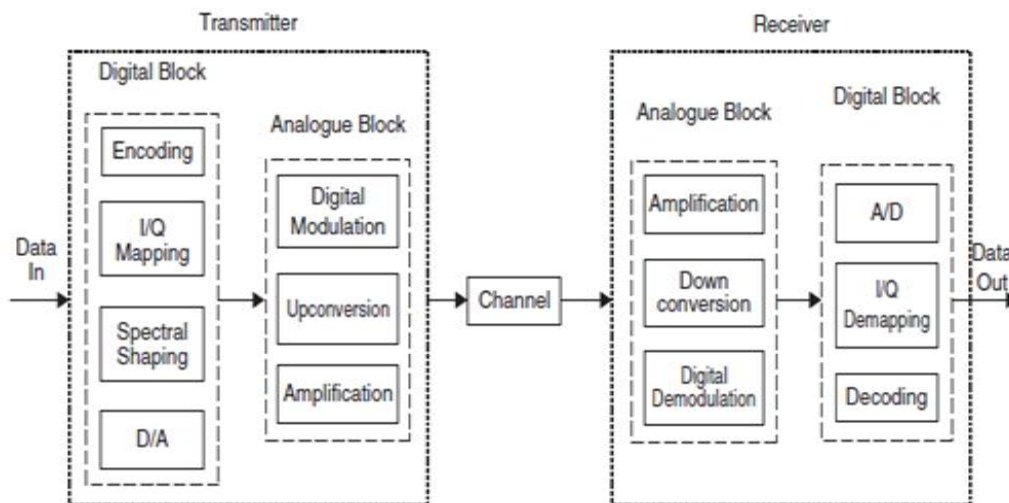 Transmitter
Digital Block
Encoding
I/Q
Mapping
Spectral
Shaping
D/A
Analogue Block
Digital
Modulation
Upconversion
Amplification
Data
In
Channel
Receiver
Analogue Block
Amplification
Down
conversion
Digital
Demodulation
Digital Block
A/D
I/Q
Demapping
Decoding
Data
Out